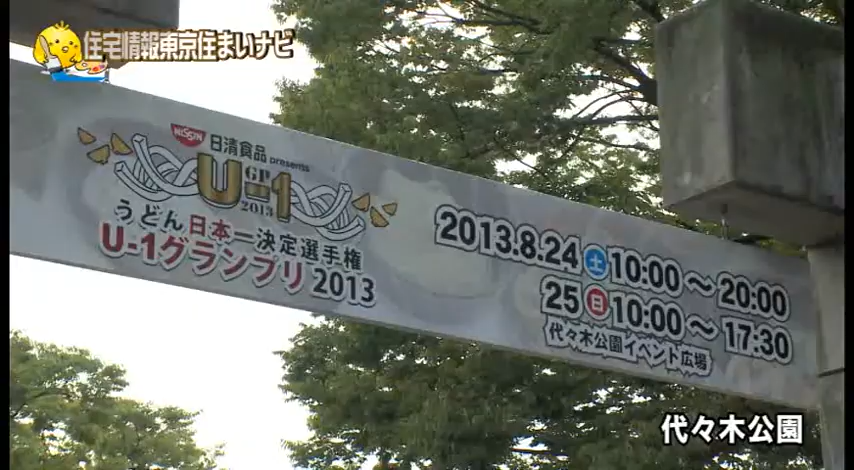 住宅情報東京住まいナビ
NISSIN
日清食品 presents
U-1
GP
2013
うどん日本一決定選手権
U-1グランプリ 2013
2013.8.24 土 10:00～20:00
25 日 10:00～17:30
代々木公園イベント広場
代々木公園